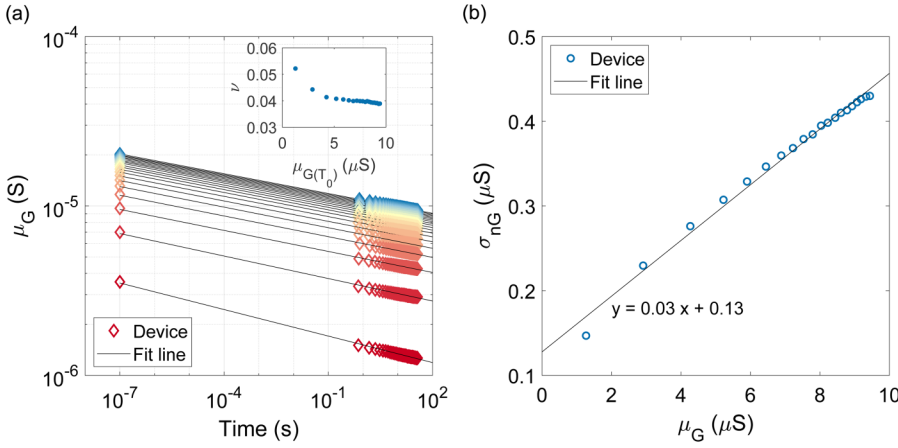 (a)
10^-4
10^-5
10^-6
μ_G (S)
10^-7
10^-4
10^-1
10^2
Time (s)
Device
Fit line
0.06
0.05
0.04
0.03
ν
0
5
10
μ_G(T_0) (μS)
(b)
0.5
0.4
0.3
0.2
0.1
σ_nG (μS)
0
2
4
6
8
10
μ_G (μS)
Device
Fit line
y = 0.03 x + 0.13